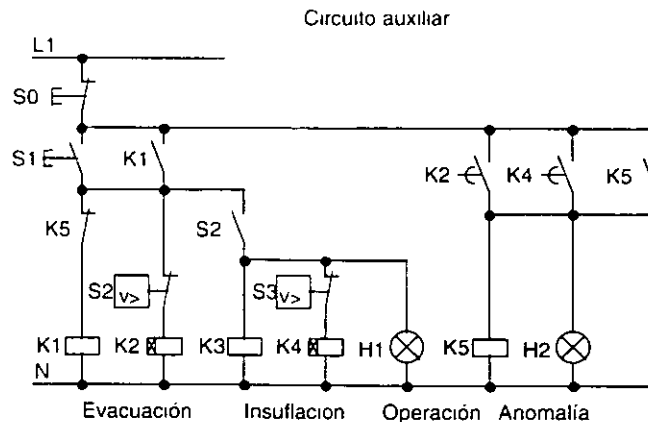 Circuito auxiliar
L1
S0
S1 K1 K2 K4 K5
K5 S2
S2 V> S3 V>
K1 K2 K3 K4 H1 K5 H2
N
Evacuación Insuflacion Operación Anomalía